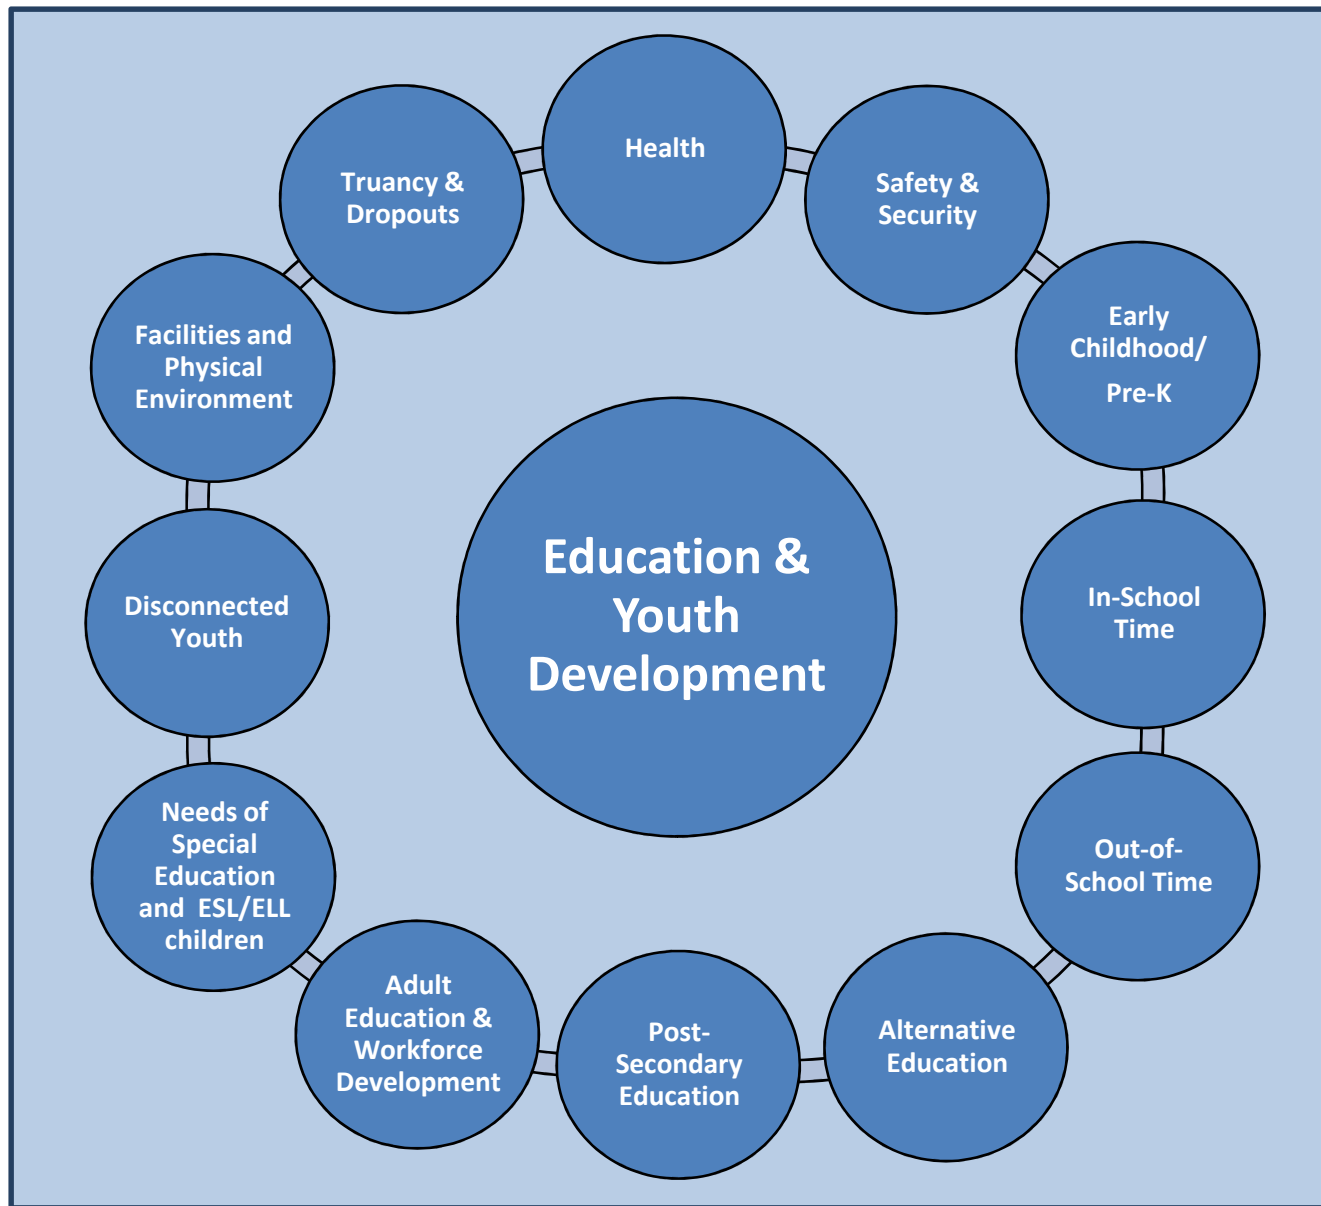 Health
Safety &
Security
Early
Childhood/
Pre-K
In-School
Time
Out-of-
School Time
Alternative
Education
Post-
Secondary
Education
Adult
Education &
Workforce
Development
Needs of
Special
Education
and  ESL/ELL
children
Disconnected
Youth
Facilities and
Physical
Environment
Truancy &
Dropouts
Education &
Youth
Development